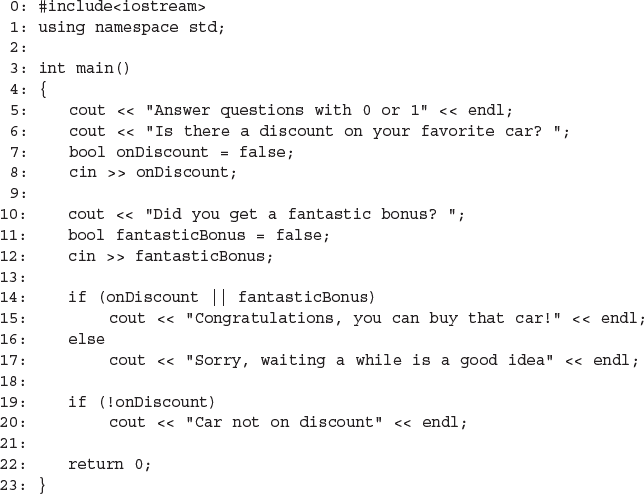 0: #include<iostream>
1: using namespace std;
2:
3: int main()
4: {
5: cout << "Answer questions with 0 or 1" << endl;
6: cout << "Is there a discount on your favorite car? ";
7: bool onDiscount = false;
8: cin >> onDiscount;
9:
10: cout << "Did you get a fantastic bonus? ";
11: bool fantasticBonus = false;
12: cin >> fantasticBonus;
13:
14: if (onDiscount || fantasticBonus)
15: cout << "Congratulations, you can buy that car!" << endl;
16: else
17: cout << "Sorry, waiting a while is a good idea" << endl;
18:
19: if (!onDiscount)
20: cout << "Car not on discount" << endl;
21:
22: return 0;
23: }